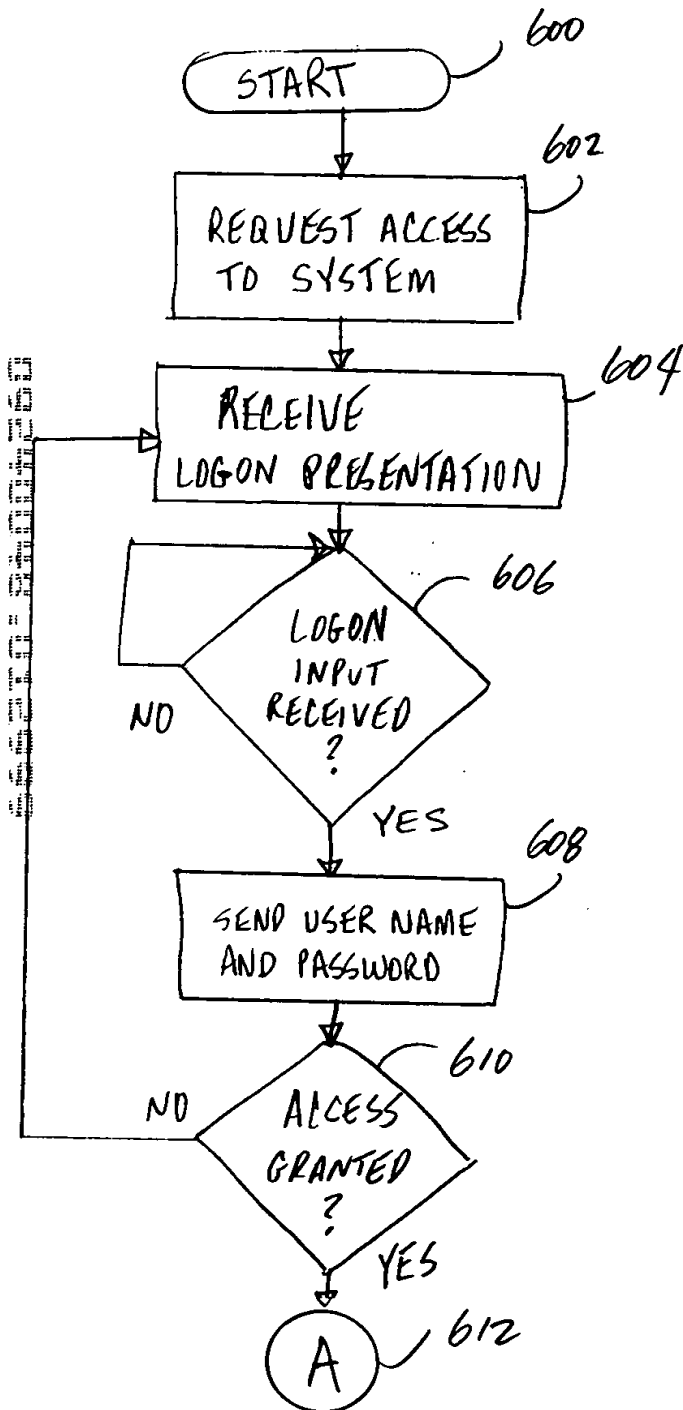 600
START
602
REQUEST ACCESS
TO SYSTEM
604
RECEIVE
LOGON PRESENTATION
606
LOGON
INPUT
RECEIVED
?
NO
YES
608
SEND USER NAME
AND PASSWORD
610
NO
ACCESS
GRANTED
?
YES
A
612